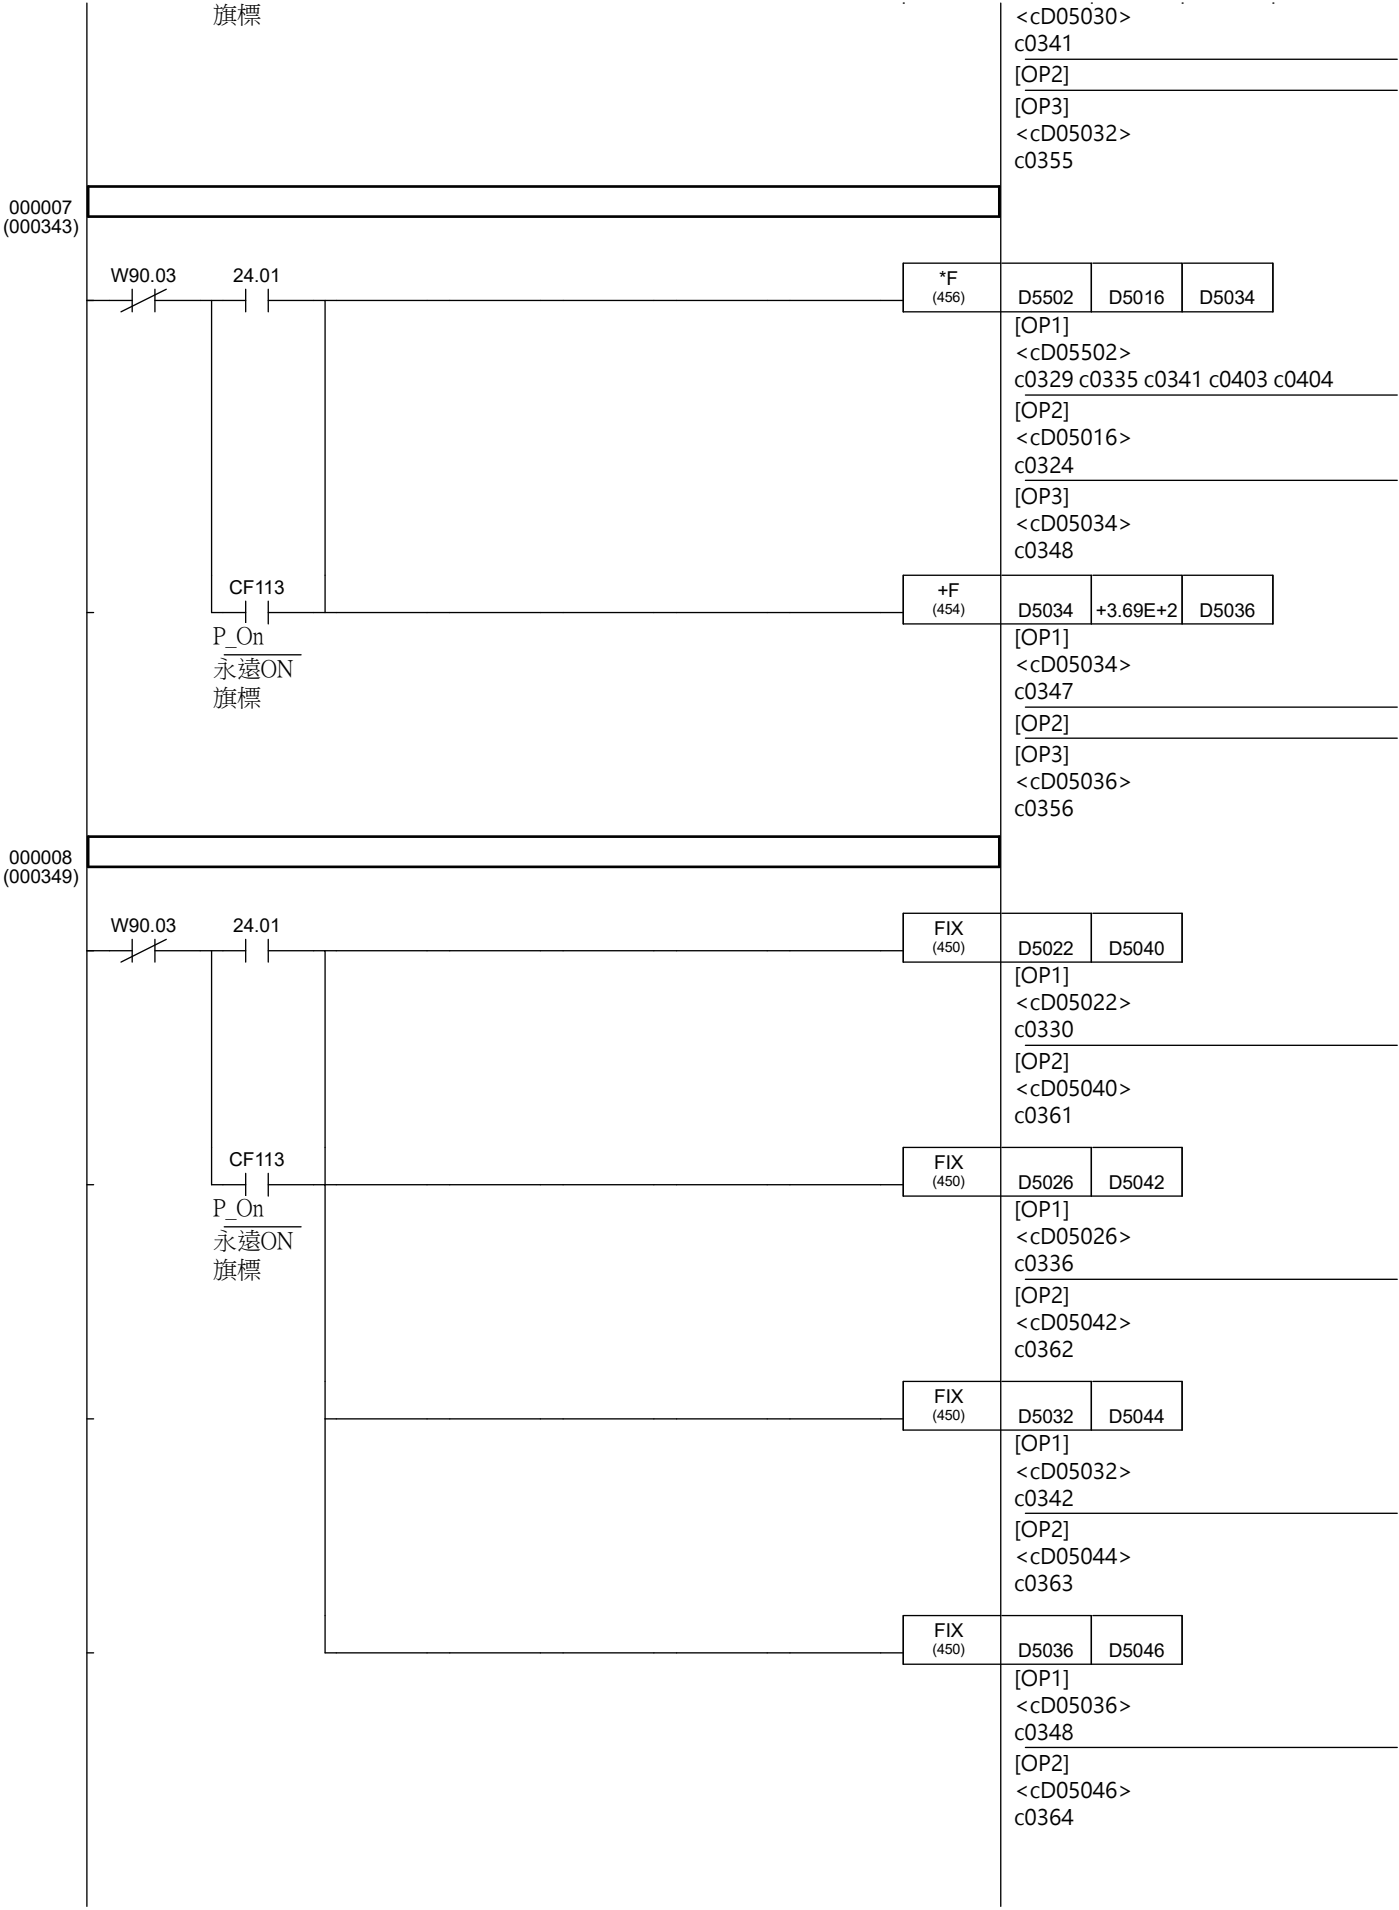 旗標
<cD05030>
c0341
[OP2]
[OP3]
<cD05032>
c0355
000007
(000343)
W90.03 24.01
*F
(456) D5502 D5016 D5034
[OP1]
<cD05502>
c0329 c0335 c0341 c0403 c0404
[OP2]
<cD05016>
c0324
[OP3]
<cD05034>
c0348
CF113
P_On
永遠ON
旗標
+F
(454) D5034 +3.69E+2 D5036
[OP1]
<cD05034>
c0347
[OP2]
[OP3]
<cD05036>
c0356
000008
(000349)
W90.03 24.01
FIX
(450) D5022 D5040
[OP1]
<cD05022>
c0330
[OP2]
<cD05040>
c0361
CF113
P_On
永遠ON
旗標
FIX
(450) D5026 D5042
[OP1]
<cD05026>
c0336
[OP2]
<cD05042>
c0362
FIX
(450) D5032 D5044
[OP1]
<cD05032>
c0342
[OP2]
<cD05044>
c0363
FIX
(450) D5036 D5046
[OP1]
<cD05036>
c0348
[OP2]
<cD05046>
c0364